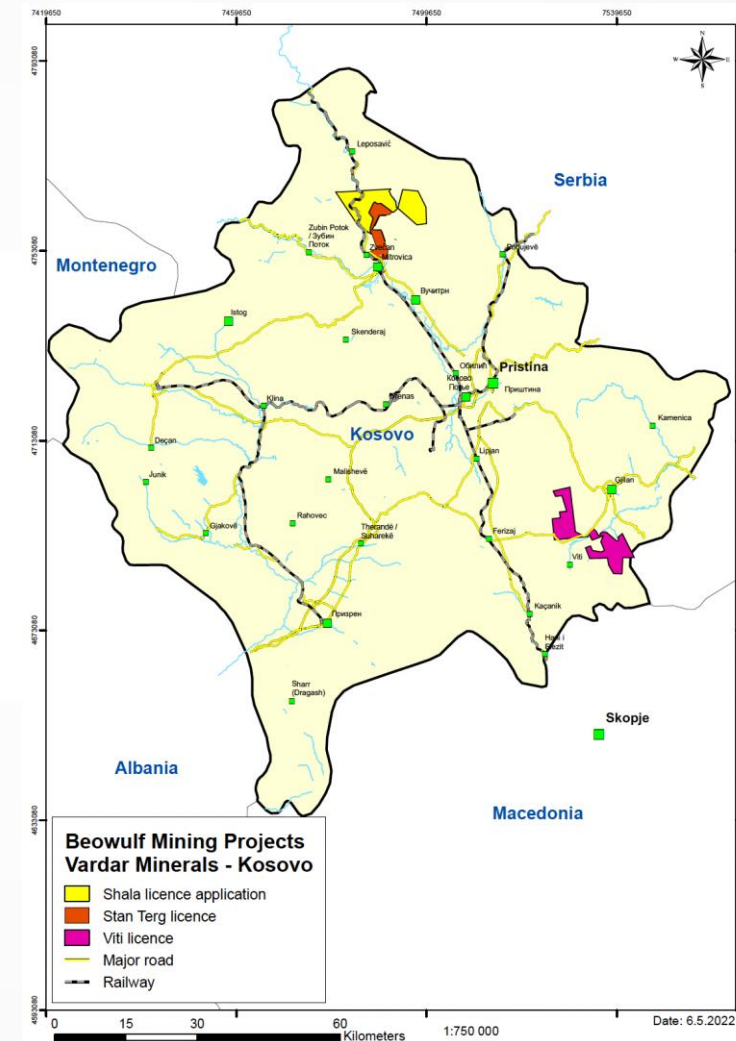 7419650 7459650 7499650 7539650
4793080
N
W E
S
Leposavić
Serbia
Zubin Potok
/ Зубин
Поток
Zvečan
Mitrovica
Podujevë
4753080
Montenegro
Вучитрн
Istog
Skenderaj
Обилић
Pristina
Косово
Поље
Приштина
Klina
Drenas
Kosovo
Kamenica
4713080
Deçan
Lipjan
Junik
Malishevë
Gjilan
Rahovec
Gjakovë
Therandë /
Suharekë
Ferizaj
Viti
Kaçanik
4673080
Призрен
Hani i
Elezit
Sharr
(Dragash)
Skopje
Albania
Macedonia
4633080
Beowulf Mining Projects
Vardar Minerals - Kosovo
Shala licence application
Stan Terg licence
Viti licence
Major road
Railway
4593080
Date: 6.5.2022
0 15 30 60
Kilometers
1:750 000